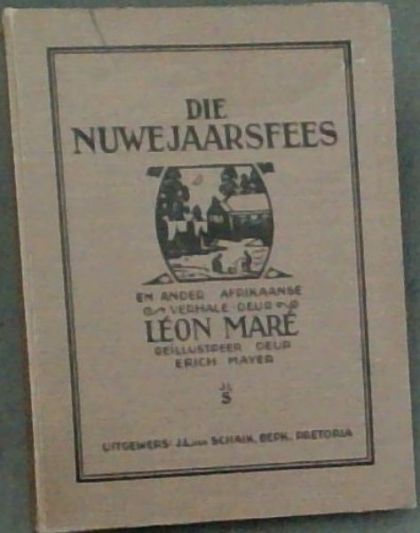 DIE
NUWEJAARSFEES
EN ANDER AFRIKAANSE
VERHALE DEUR
LÉON MARÉ
GEÏLLUSTREER DEUR
ERICH MAYER
J.L.
S
UITGEWERS: J.L. VAN SCHAIK, BEPK. PRETORIA